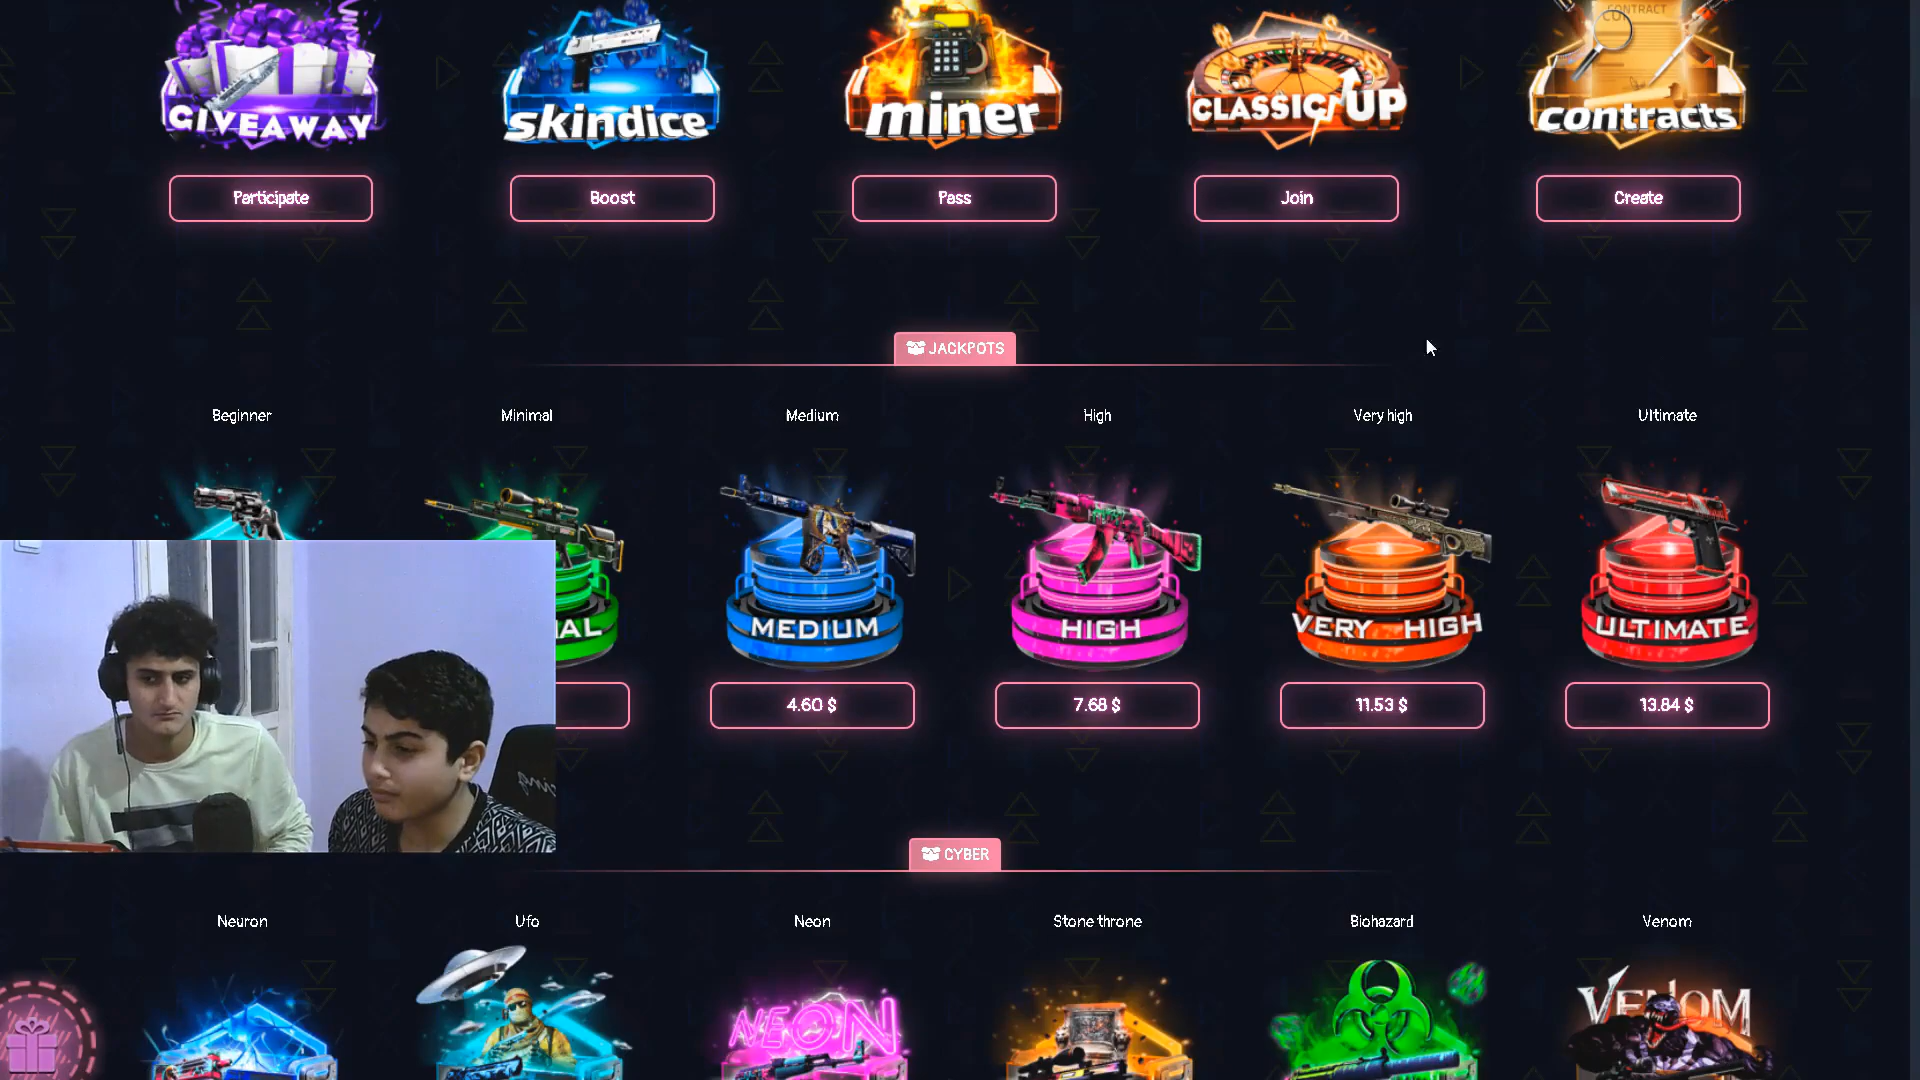 GIVEAWAY
skindice
miner
CLASSIC UP
CONTRACT
contracts
Participate
Boost
Pass
Join
Create
JACKPOTS
Beginner
Minimal
Medium
High
Very high
Ultimate
AL
MEDIUM
HIGH
VERY HIGH
ULTIMATE
4.60 $
7.68 $
11.53 $
13.84 $
CYBER
Neuron
Ufo
Neon
Stone throne
Biohazard
Venom
NEON
VENOM